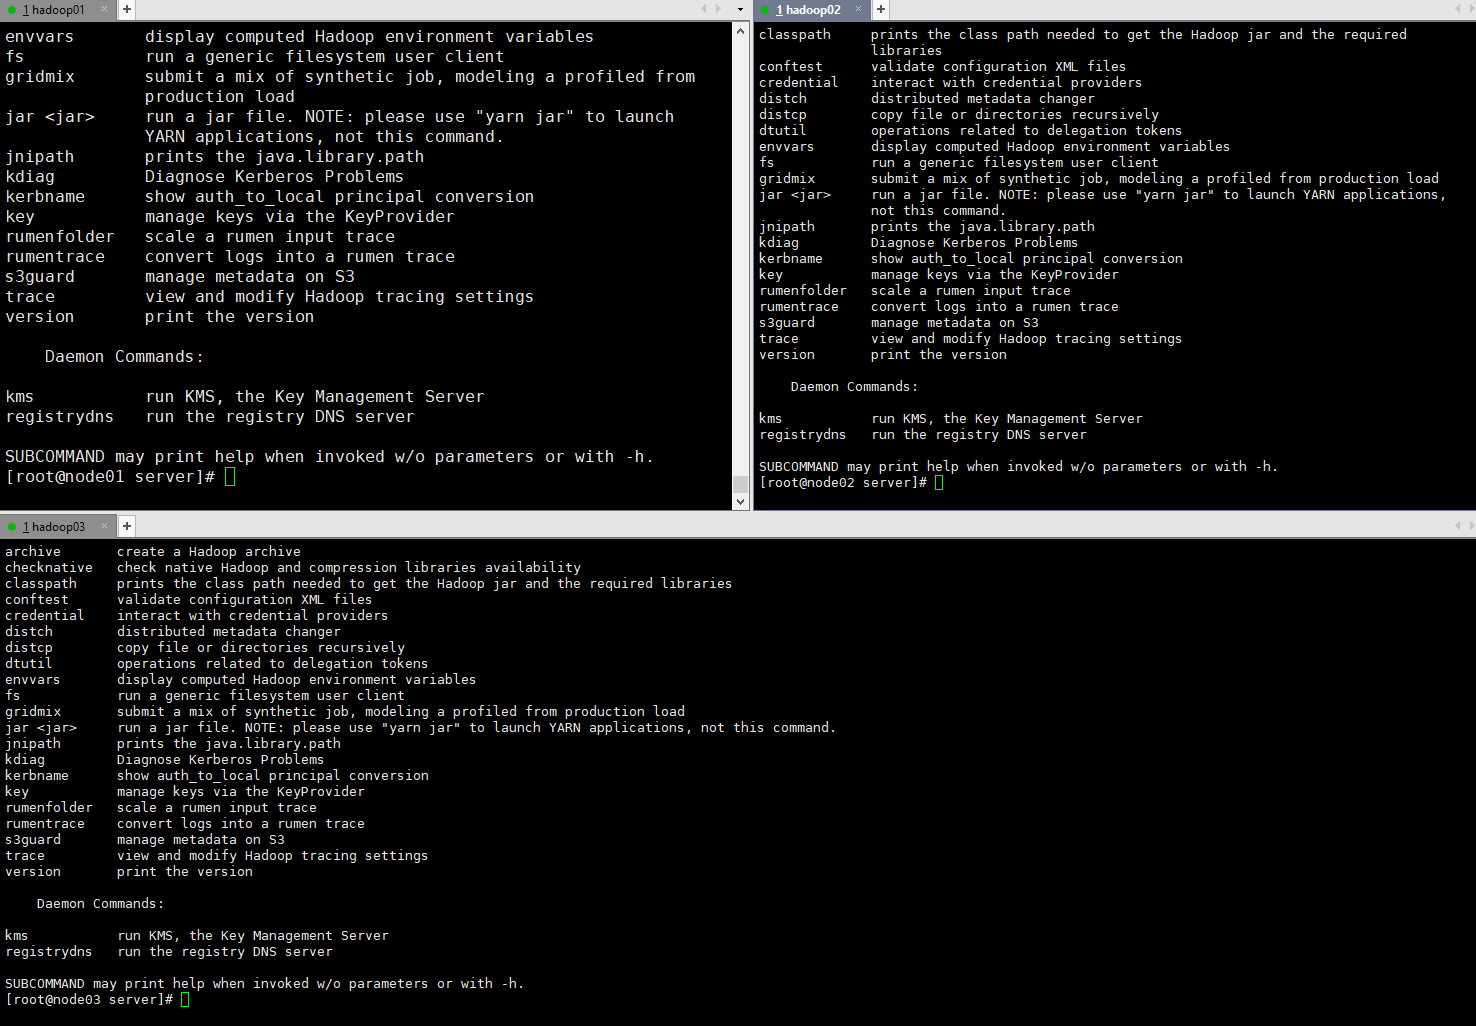 1 hadoop01
envvars display computed Hadoop environment variables
fs run a generic filesystem user client
gridmix submit a mix of synthetic job, modeling a profiled from
production load
jar <jar> run a jar file. NOTE: please use "yarn jar" to launch
YARN applications, not this command.
jnipath prints the java.library.path
kdiag Diagnose Kerberos Problems
kerbname show auth_to_local principal conversion
key manage keys via the KeyProvider
rumenfolder scale a rumen input trace
rumentrace convert logs into a rumen trace
s3guard manage metadata on S3
trace view and modify Hadoop tracing settings
version print the version
Daemon Commands:
kms run KMS, the Key Management Server
registrydns run the registry DNS server
SUBCOMMAND may print help when invoked w/o parameters or with -h.
[root@node01 server]#
1 hadoop02
classpath prints the class path needed to get the Hadoop jar and the required
libraries
conftest validate configuration XML files
credential interact with credential providers
distch distributed metadata changer
distcp copy file or directories recursively
dtutil operations related to delegation tokens
envvars display computed Hadoop environment variables
fs run a generic filesystem user client
gridmix submit a mix of synthetic job, modeling a profiled from production load
jar <jar> run a jar file. NOTE: please use "yarn jar" to launch YARN applications,
not this command.
jnipath prints the java.library.path
kdiag Diagnose Kerberos Problems
kerbname show auth_to_local principal conversion
key manage keys via the KeyProvider
rumenfolder scale a rumen input trace
rumentrace convert logs into a rumen trace
s3guard manage metadata on S3
trace view and modify Hadoop tracing settings
version print the version
Daemon Commands:
kms run KMS, the Key Management Server
registrydns run the registry DNS server
SUBCOMMAND may print help when invoked w/o parameters or with -h.
[root@node02 server]#
1 hadoop03
archive create a Hadoop archive
checknative check native Hadoop and compression libraries availability
classpath prints the class path needed to get the Hadoop jar and the required libraries
conftest validate configuration XML files
credential interact with credential providers
distch distributed metadata changer
distcp copy file or directories recursively
dtutil operations related to delegation tokens
envvars display computed Hadoop environment variables
fs run a generic filesystem user client
gridmix submit a mix of synthetic job, modeling a profiled from production load
jar <jar> run a jar file. NOTE: please use "yarn jar" to launch YARN applications, not this command.
jnipath prints the java.library.path
kdiag Diagnose Kerberos Problems
kerbname show auth_to_local principal conversion
key manage keys via the KeyProvider
rumenfolder scale a rumen input trace
rumentrace convert logs into a rumen trace
s3guard manage metadata on S3
trace view and modify Hadoop tracing settings
version print the version
Daemon Commands:
kms run KMS, the Key Management Server
registrydns run the registry DNS server
SUBCOMMAND may print help when invoked w/o parameters or with -h.
[root@node03 server]#